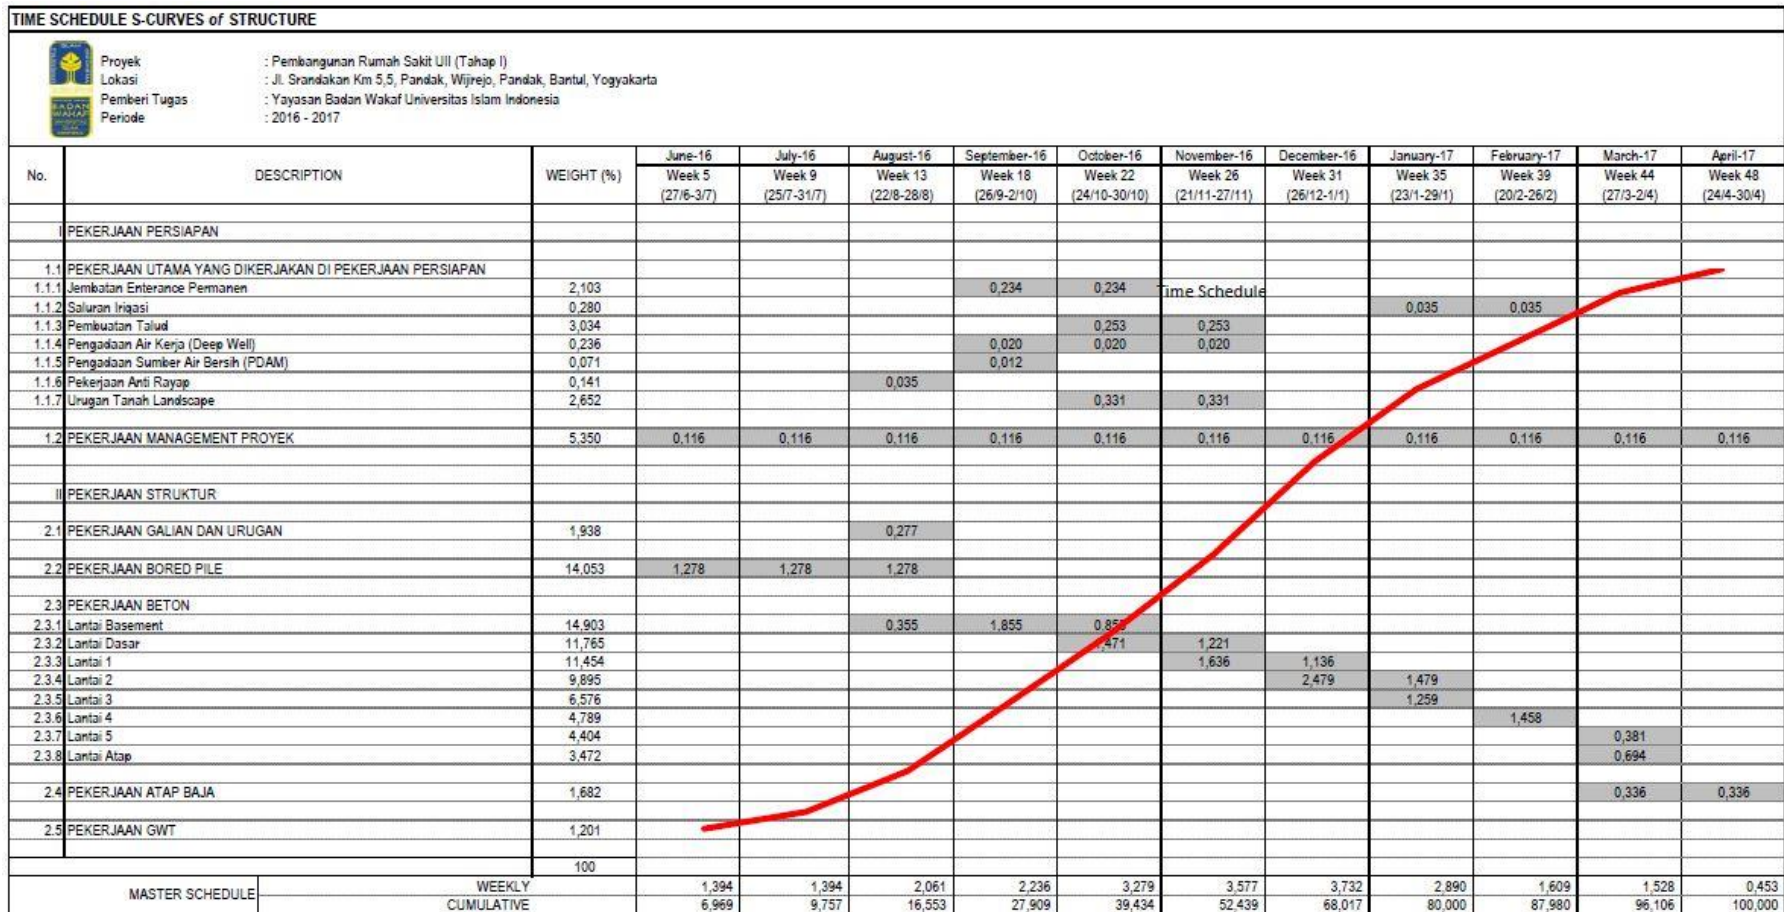 TIME SCHEDULE S-CURVES of STRUCTURE
Proyek : Pembangunan Rumah Sakit UII (Tahap I)
Lokasi : Jl. Srandakan Km 5,5, Pandak, Wijirejo, Pandak, Bantul, Yogyakarta
Pemberi Tugas : Yayasan Badan Wakaf Universitas Islam Indonesia
Periode : 2016 - 2017
BADAN
WAKAF
No. DESCRIPTION WEIGHT (%) June-16 July-16 August-16 September-16 October-16 November-16 December-16 January-17 February-17 March-17 April-17
Week 5 Week 9 Week 13 Week 18 Week 22 Week 26 Week 31 Week 35 Week 39 Week 44 Week 48
(27/6-3/7) (25/7-31/7) (22/8-28/8) (26/9-2/10) (24/10-30/10) (21/11-27/11) (26/12-1/1) (23/1-29/1) (20/2-26/2) (27/3-2/4) (24/4-30/4)
I PEKERJAAN PERSIAPAN
1.1 PEKERJAAN UTAMA YANG DIKERJAKAN DI PEKERJAAN PERSIAPAN
1.1.1 Jembatan Enterance Permanen 2,103 0,234 0,234 Time Schedule
1.1.2 Saluran Irigasi 0,280 0,035 0,035
1.1.3 Pembuatan Talud 3,034 0,253 0,253
1.1.4 Pengadaan Air Kerja (Deep Well) 0,236 0,020 0,020 0,020
1.1.5 Pengadaan Sumber Air Bersih (PDAM) 0,071 0,012
1.1.6 Pekerjaan Anti Rayap 0,141 0,035
1.1.7 Urugan Tanah Landscape 2,652 0,331 0,331
1.2 PEKERJAAN MANAGEMENT PROYEK 5,350 0,116 0,116 0,116 0,116 0,116 0,116 0,116 0,116 0,116 0,116 0,116
II PEKERJAAN STRUKTUR
2.1 PEKERJAAN GALIAN DAN URUGAN 1,938 0,277
2.2 PEKERJAAN BORED PILE 14,053 1,278 1,278 1,278
2.3 PEKERJAAN BETON
2.3.1 Lantai Basement 14,903 0,355 1,855
2.3.2 Lantai Dasar 11,765 1,221
2.3.3 Lantai 1 11,454 1,636 1,136
2.3.4 Lantai 2 9,895 2,479 1,479
2.3.5 Lantai 3 6,576 1,259
2.3.6 Lantai 4 4,789 1,458
2.3.7 Lantai 5 4,404 0,381
2.3.8 Lantai Atap 3,472 0,694
2.4 PEKERJAAN ATAP BAJA 1,682 0,336 0,336
2.5 PEKERJAAN GWT 1,201
100
MASTER SCHEDULE WEEKLY 1,394 1,394 2,061 2,236 3,279 3,577 3,732 2,890 1,609 1,528 0,453
CUMULATIVE 6,969 9,757 16,553 27,909 39,434 52,439 68,017 80,000 87,980 96,106 100,000